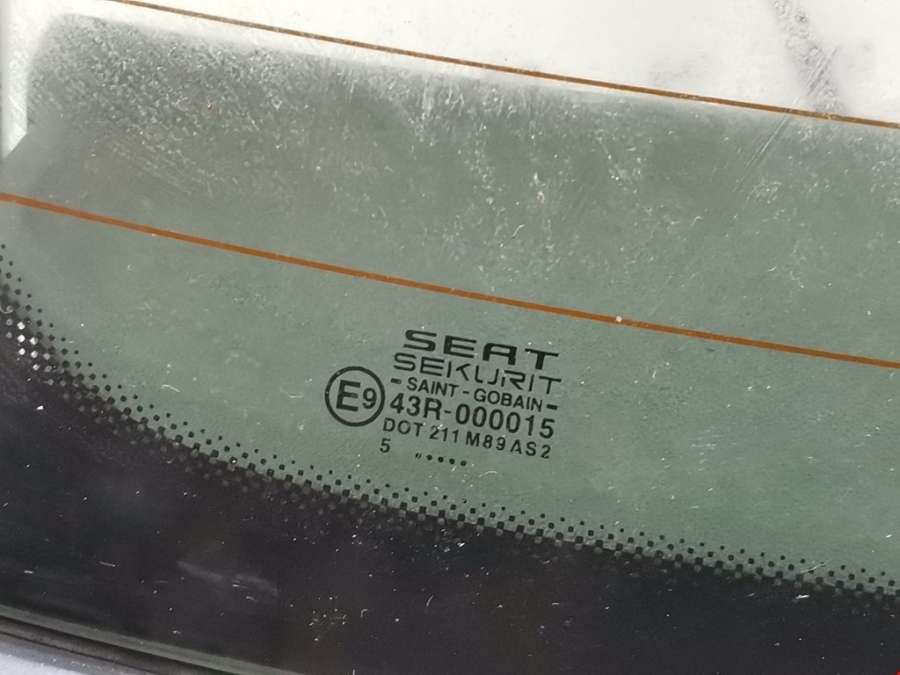 SEAT
SEKURIT
- SAINT - GOBAIN -
E9 43R-000015
DOT 211 M89 AS2
5 ••••••